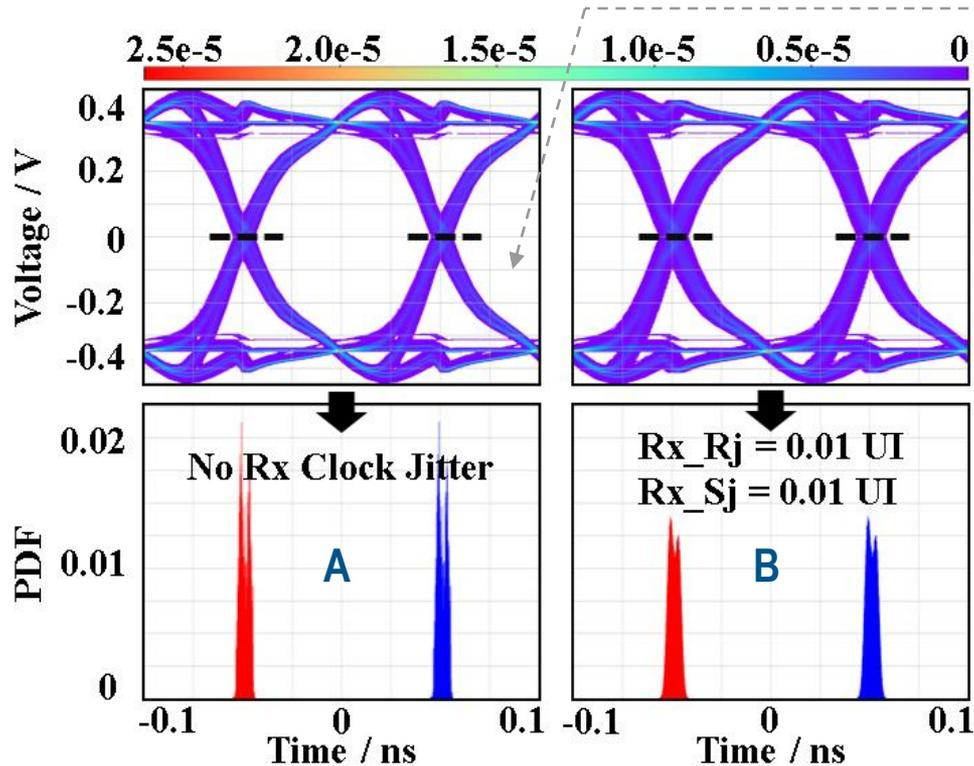 2.5e-5 2.0e-5 1.5e-5 1.0e-5 0.5e-5 0
Voltage / V
0.4
0.2
0
-0.2
-0.4
PDF
0.02
0.01
0
No Rx Clock Jitter
A
Rx_Rj = 0.01 UI
Rx_Sj = 0.01 UI
B
-0.1 0 0.1
Time / ns
-0.1 0 0.1
Time / ns